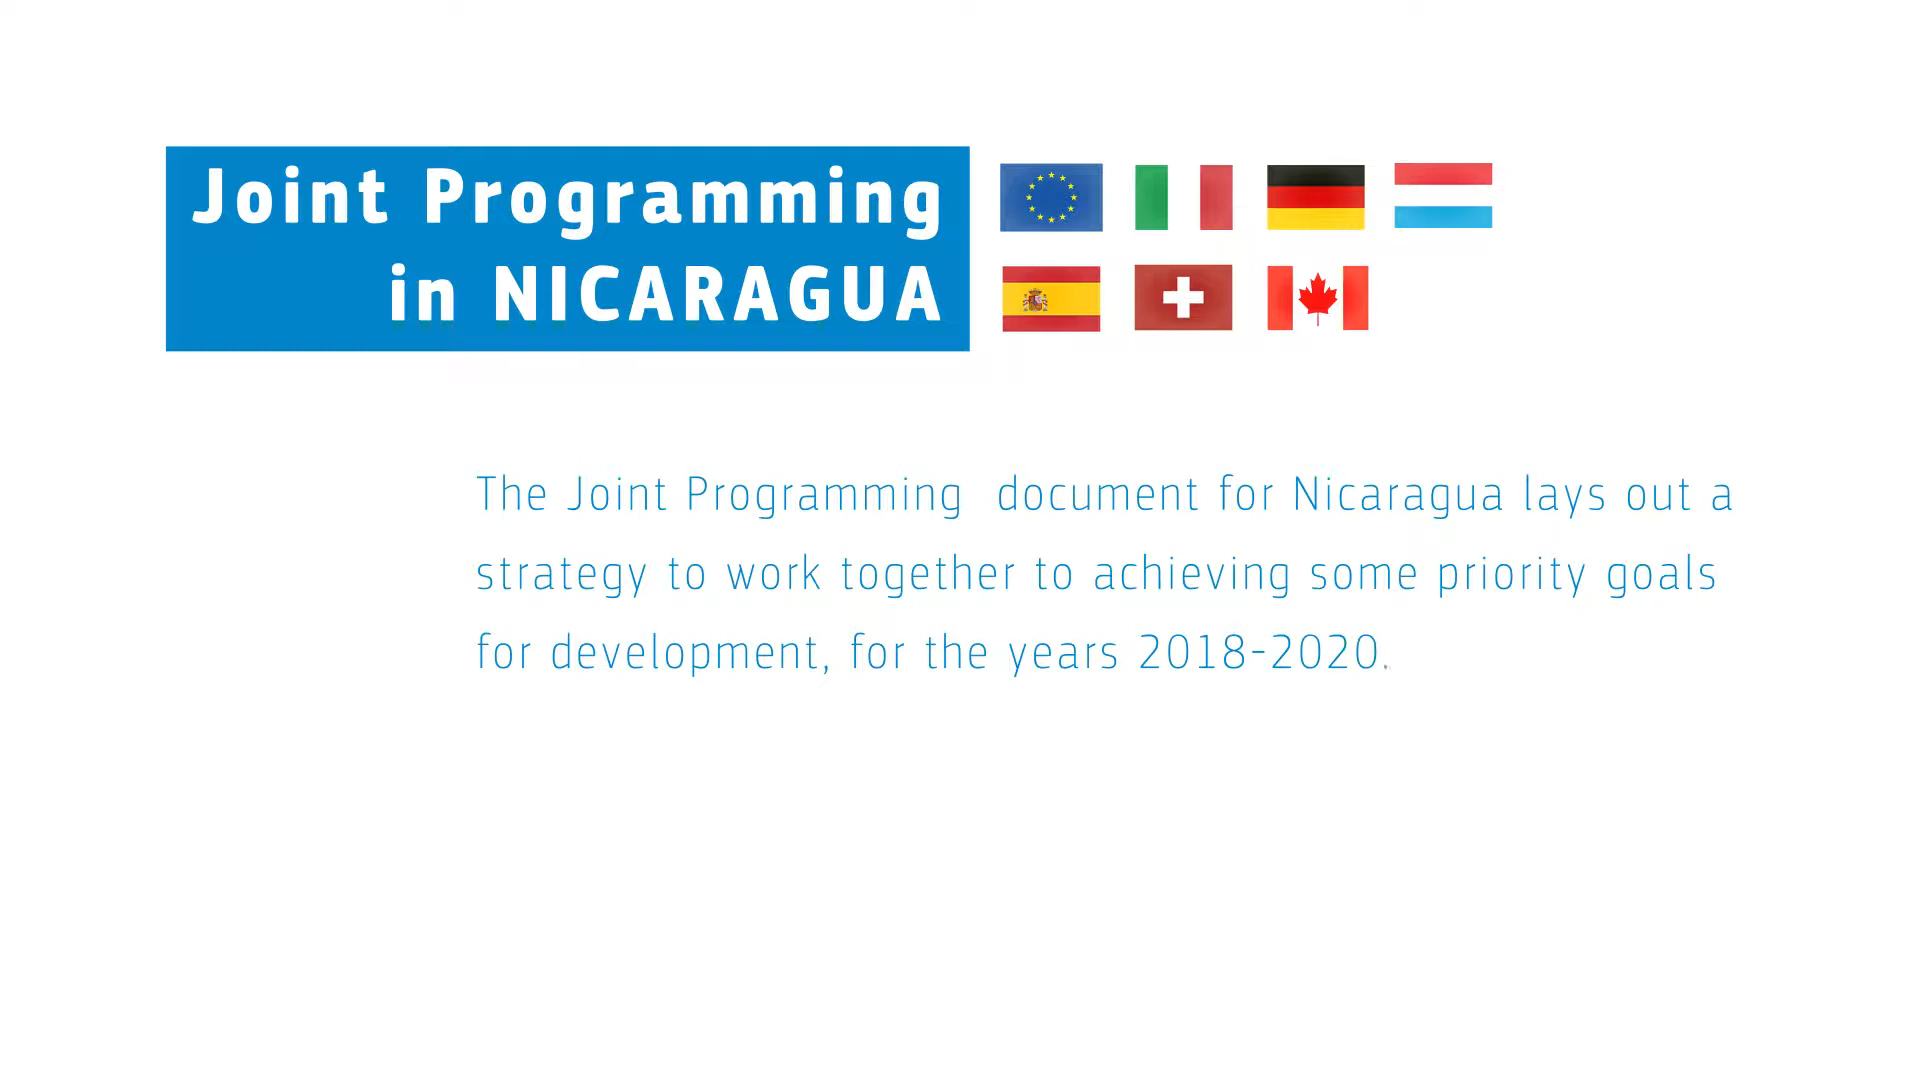 Joint Programming
in NICARAGUA
The Joint Programming document for Nicaragua lays out a
strategy to work together to achieving some priority goals
for development, for the years 2018-2020.